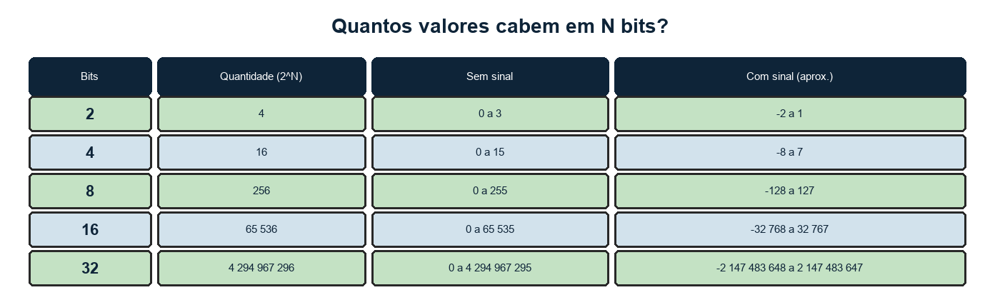 Quantos valores cabem em N bits?
Bits Quantidade (2^N) Sem sinal Com sinal (aprox.)
2 4 0 a 3 -2 a 1
4 16 0 a 15 -8 a 7
8 256 0 a 255 -128 a 127
16 65 536 0 a 65 535 -32 768 a 32 767
32 4 294 967 296 0 a 4 294 967 295 -2 147 483 648 a 2 147 483 647